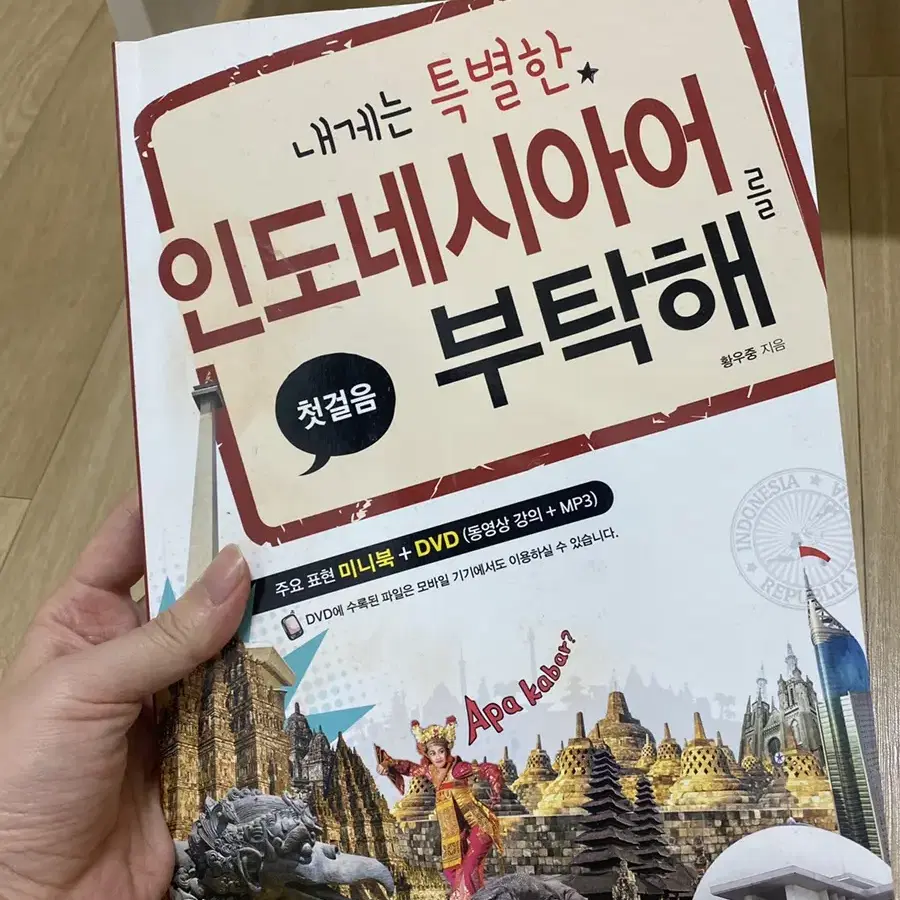 내게는 특별한
인도네시아어를
부탁해
첫걸음
황우중 지음
주요 표현 미니북 + DVD (동영상 강의 + MP3)
DVD에 수록된 파일은 모바일 기기에서도 이용하실 수 있습니다.
INDONESIA
REPUBLIK
Apa kabar?